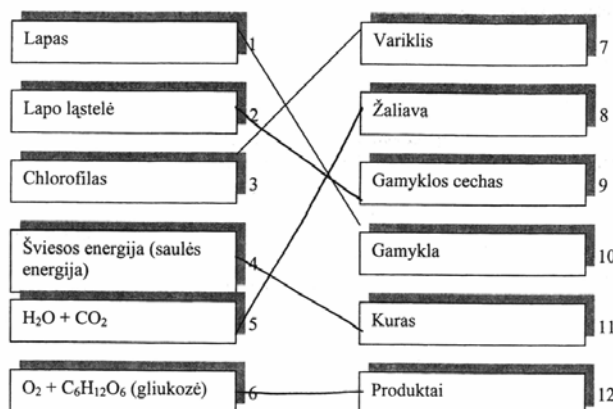 Lapas 1
Variklis 7
Lapo ląstelė 2
Žaliava 8
Chlorofilas 3
Gamyklos cechas 9
Šviesos energija (saulės
energija) 4
Gamykla 10
H₂O + CO₂ 5
Kuras 11
O₂ + C₆H₁₂O₆ (gliukozė) 6
Produktai 12